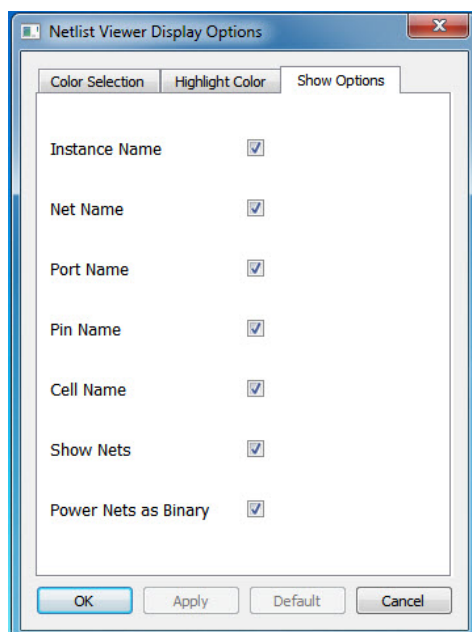 Netlist Viewer Display Options
Color Selection Highlight Color Show Options
Instance Name
Net Name
Port Name
Pin Name
Cell Name
Show Nets
Power Nets as Binary
OK Apply Default Cancel